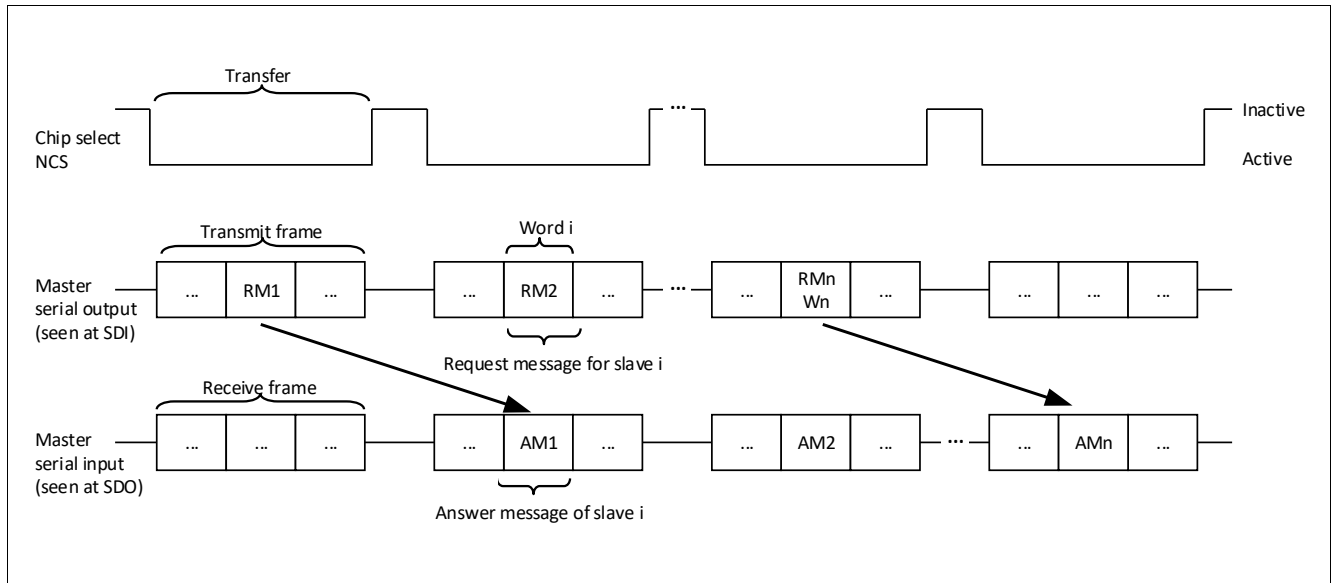 Transfer
...
Inactive
Chip select
NCS
Active
Transmit frame
Word i
Master
serial output
(seen at SDI)
... RM1 ... ... RM2 ... ... ... RMn
Wn ... ... ... ...
Request message for slave i
Receive frame
Master
serial input
(seen at SDO)
... ... ... ... AM1 ... ... AM2 ... ... ... AMn ...
Answer message of slave i